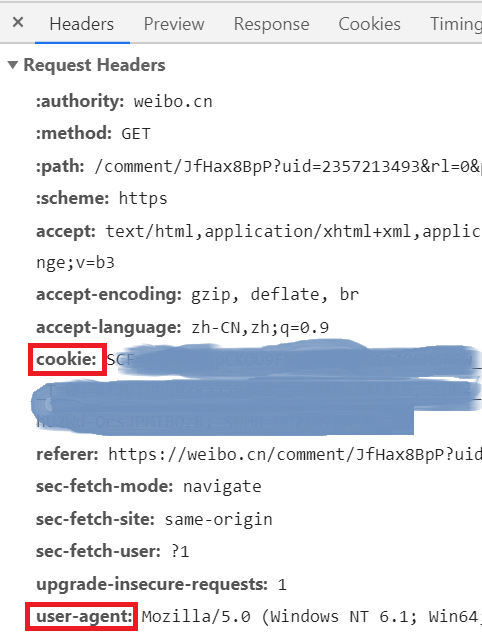 × Headers Preview Response Cookies Timing
▼ Request Headers
:authority: weibo.cn
:method: GET
:path: /comment/JfHax8BpP?uid=2357213493&rl=0&
:scheme: https
accept: text/html,application/xhtml+xml,applic
nge;v=b3
accept-encoding: gzip, deflate, br
accept-language: zh-CN,zh;q=0.9
cookie:
referer: https://weibo.cn/comment/JfHax8BpP?uid
sec-fetch-mode: navigate
sec-fetch-site: same-origin
sec-fetch-user: ?1
upgrade-insecure-requests: 1
user-agent: Mozilla/5.0 (Windows NT 6.1; Win64;